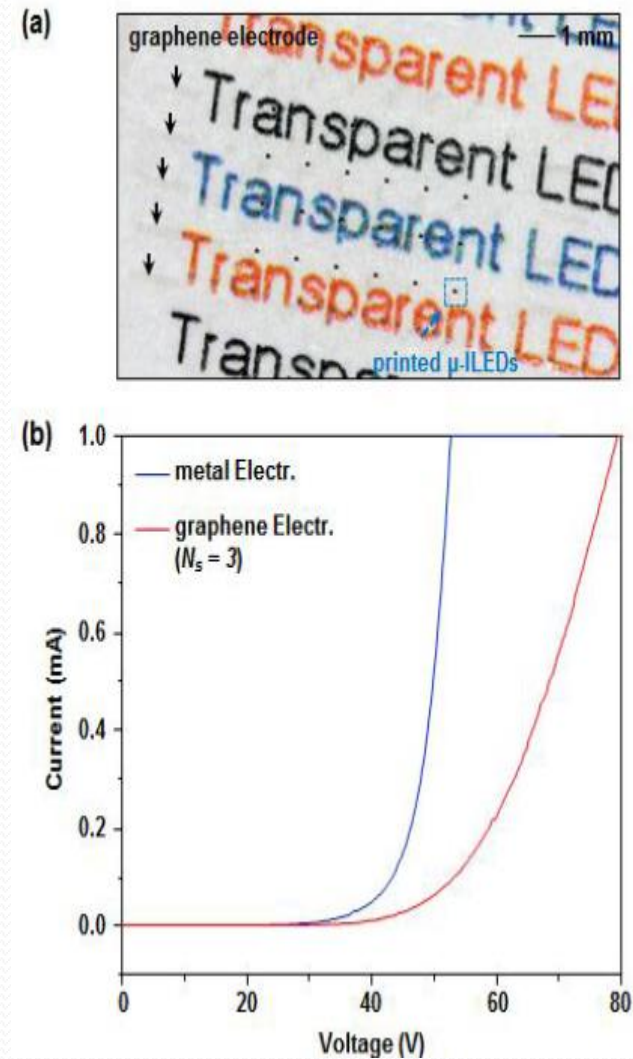 (a)
graphene electrode
1 mm
Transparent LE
Transparent LED
Transparent LED
Transparent LED
Transpa
printed μ-ILEDs
(b)
1.0
0.8
0.6
0.4
0.2
0.0
Current (mA)
metal Electr.
graphene Electr.
(Ns = 3)
0
20
40
60
80
Voltage (V)